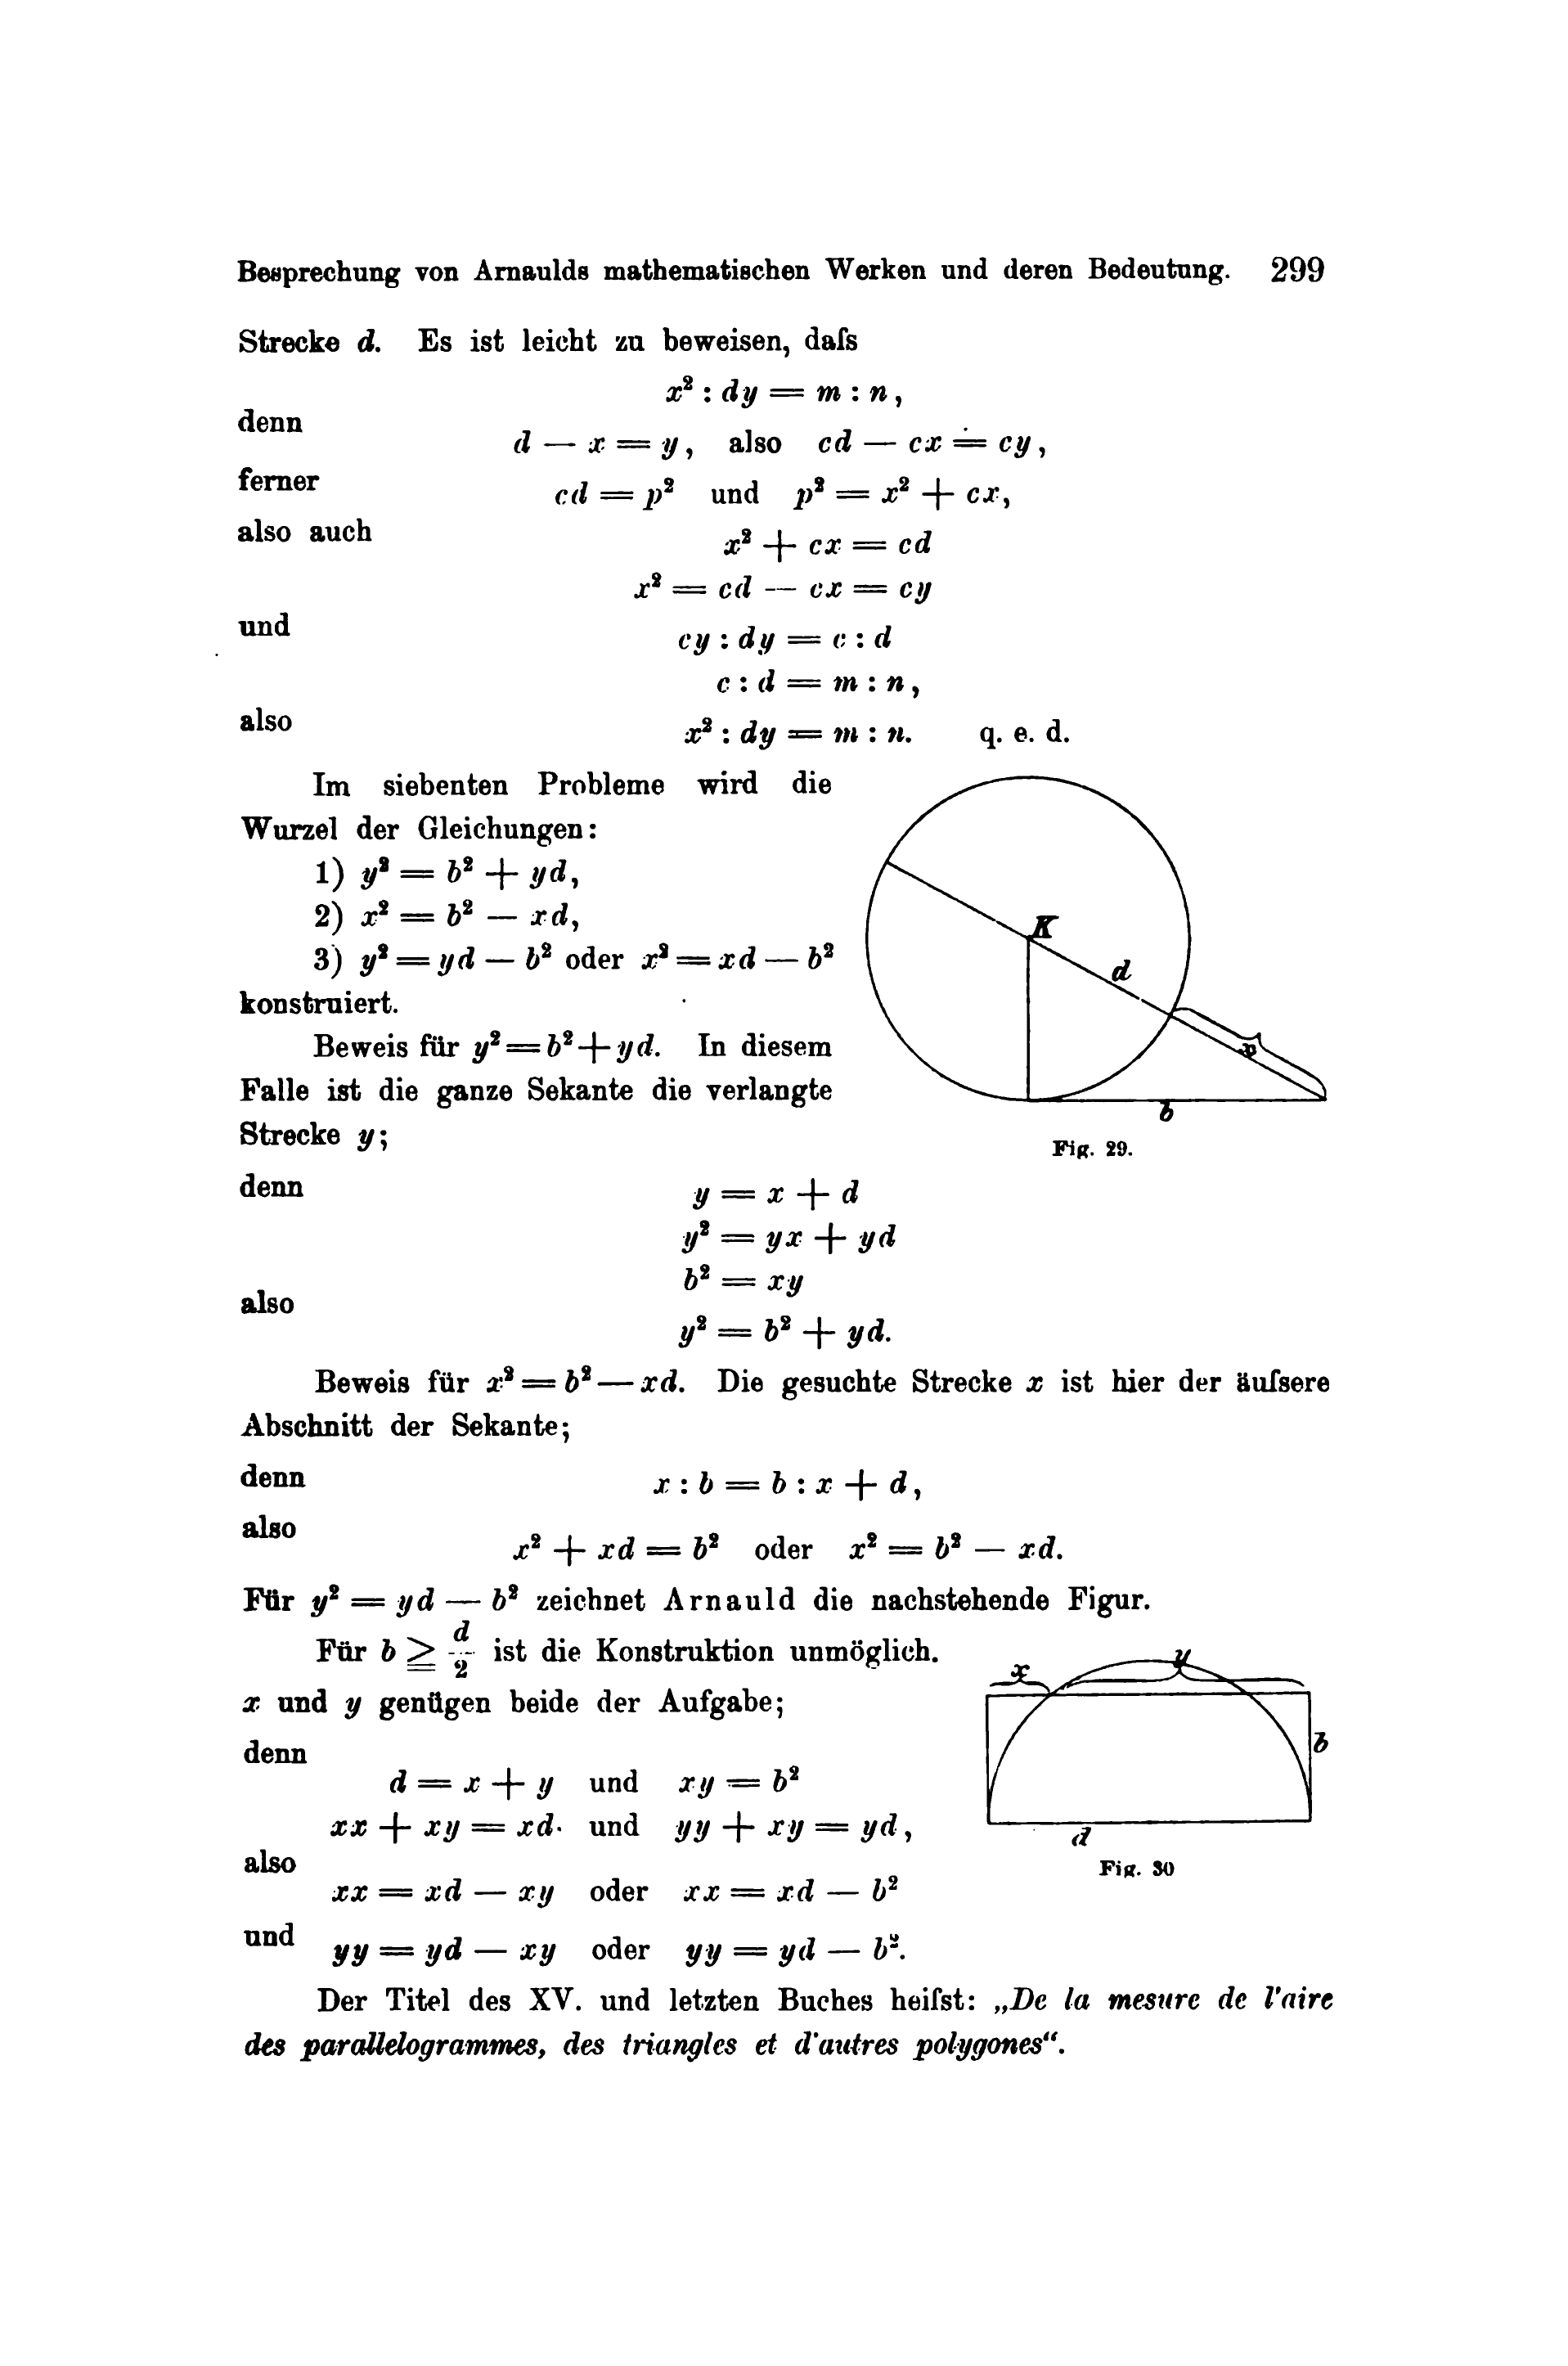 Besprechung von Arnaulds mathematischen Werken und deren Bedeutung. 299
Strecke d. Es ist leicht zu beweisen, daſs
x² : dy = m : n,
denn
d — x = y, also cd — cx = cy,
ferner
cd = p² und p² = x² + cx,
also auch
x² + cx = cd
x² = cd — cx = cy
und
cy : dy = c : d
c : d = m : n,
also
x² : dy = m : n. q. e. d.
Im siebenten Probleme wird die
Wurzel der Gleichungen:
1) y² = b² + yd,
2) x² = b² — xd,
3) y² = yd — b² oder x² = xd — b²
konstruiert.
Beweis für y² = b² + yd. In diesem
Falle ist die ganze Sekante die verlangte
Strecke y;
K
d
x
b
Fig. 29.
denn
y = x + d
y² = yx + yd
b² = xy
also
y² = b² + yd.
Beweis für x² = b² — xd. Die gesuchte Strecke x ist hier der äuſsere
Abschnitt der Sekante;
denn
x : b = b : x + d,
also
x² + xd = b² oder x² = b² — xd.
Für y² = yd — b² zeichnet Arnauld die nachstehende Figur.
Für b ≧ d/2 ist die Konstruktion unmöglich.
x und y genügen beide der Aufgabe;
denn
d = x + y und xy = b²
xx + xy = xd und yy + xy = yd,
also
xx = xd — xy oder xx = xd — b²
und
yy = yd — xy oder yy = yd — b².
x
y
b
d
Fig. 30
Der Titel des XV. und letzten Buches heiſst: „De la mesure de l'aire
des parallelogrammes, des triangles et d'autres polygones“.